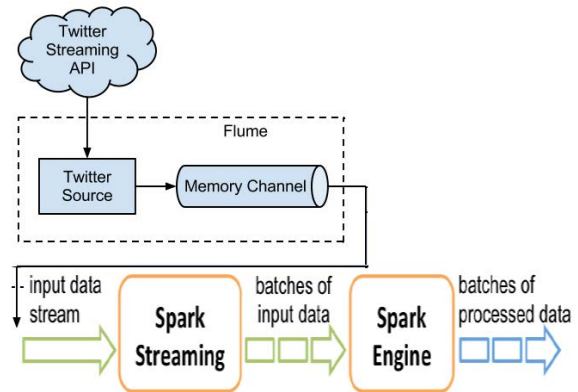 Twitter
Streaming
API
Flume
Twitter
Source
Memory Channel
input data
stream
Spark
Streaming
batches of
input data
Spark
Engine
batches of
processed data